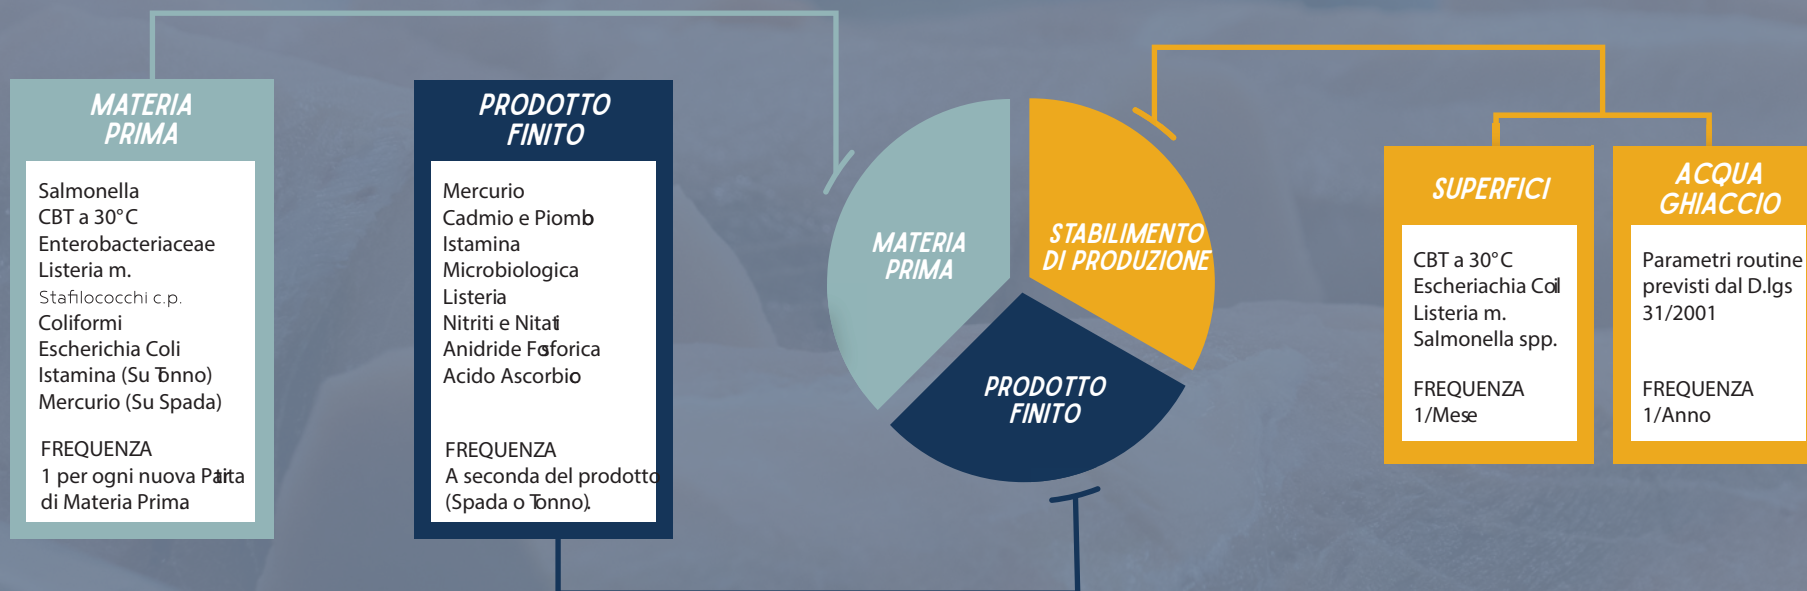 MATERIA
PRIMA
Salmonella
CBT a 30°C
Enterobacteriaceae
Listeria m.
Stafilococchi c.p.
Coliformi
Escherichia Coli
Istamina (Su Tonno)
Mercurio (Su Spada)
FREQUENZA
1 per ogni nuova Partita
di Materia Prima
PRODOTTO
FINITO
Mercurio
Cadmio e Piombo
Istamina
Microbiologica
Listeria
Nitriti e Nitati
Anidride Fosforica
Acido Ascorbio
FREQUENZA
A seconda del prodotto
(Spada o Tonno).
MATERIA
PRIMA
STABILIMENTO
DI PRODUZIONE
PRODOTTO
FINITO
SUPERFICI
CBT a 30°C
Escheriachia Coil
Listeria m.
Salmonella spp.
FREQUENZA
1/Mese
ACQUA
GHIACCIO
Parametri routine
previsti dal D.lgs
31/2001
FREQUENZA
1/Anno